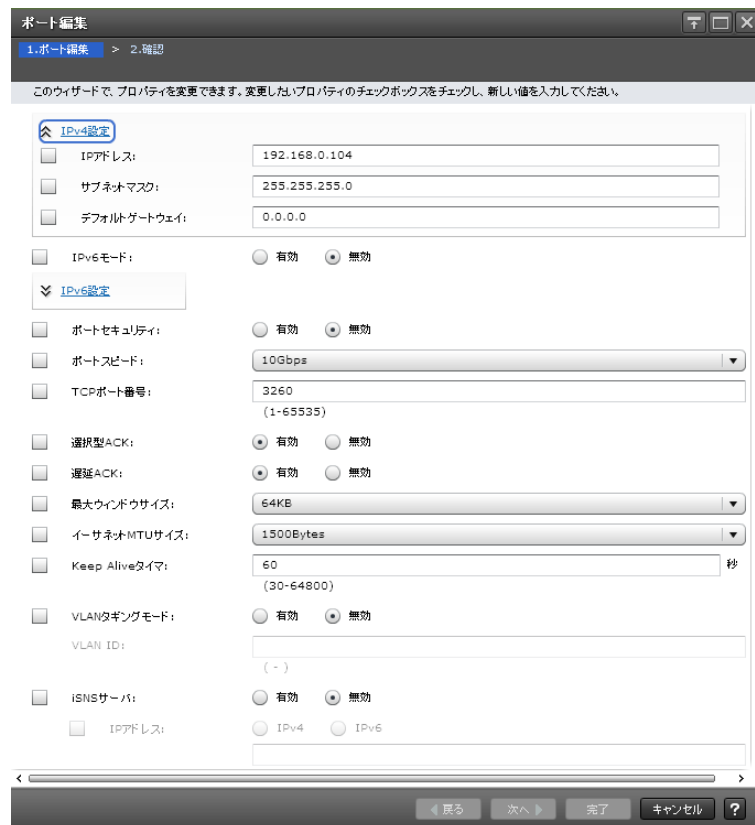 ポート編集
1.ポート編集 > 2.確認
このウィザードで、プロパティを変更できます。変更したいプロパティのチェックボックスをチェックし、新しい値を入力してください。
IPv4設定
IPアドレス: 192.168.0.104
サブネットマスク: 255.255.255.0
デフォルトゲートウェイ: 0.0.0.0
IPv6モード: 有効 無効
IPv6設定
ポートセキュリティ: 有効 無効
ポートスピード: 10Gbps
TCPポート番号: 3260
(1-65535)
選択型ACK: 有効 無効
遅延ACK: 有効 無効
最大ウィンドウサイズ: 64KB
イーサネットMTUサイズ: 1500Bytes
Keep Aliveタイマ: 60 秒
(30-64800)
VLANタギングモード: 有効 無効
VLAN ID:
( - )
iSNSサーバ: 有効 無効
IPアドレス: IPv4 IPv6
戻る 次へ 完了 キャンセル ?